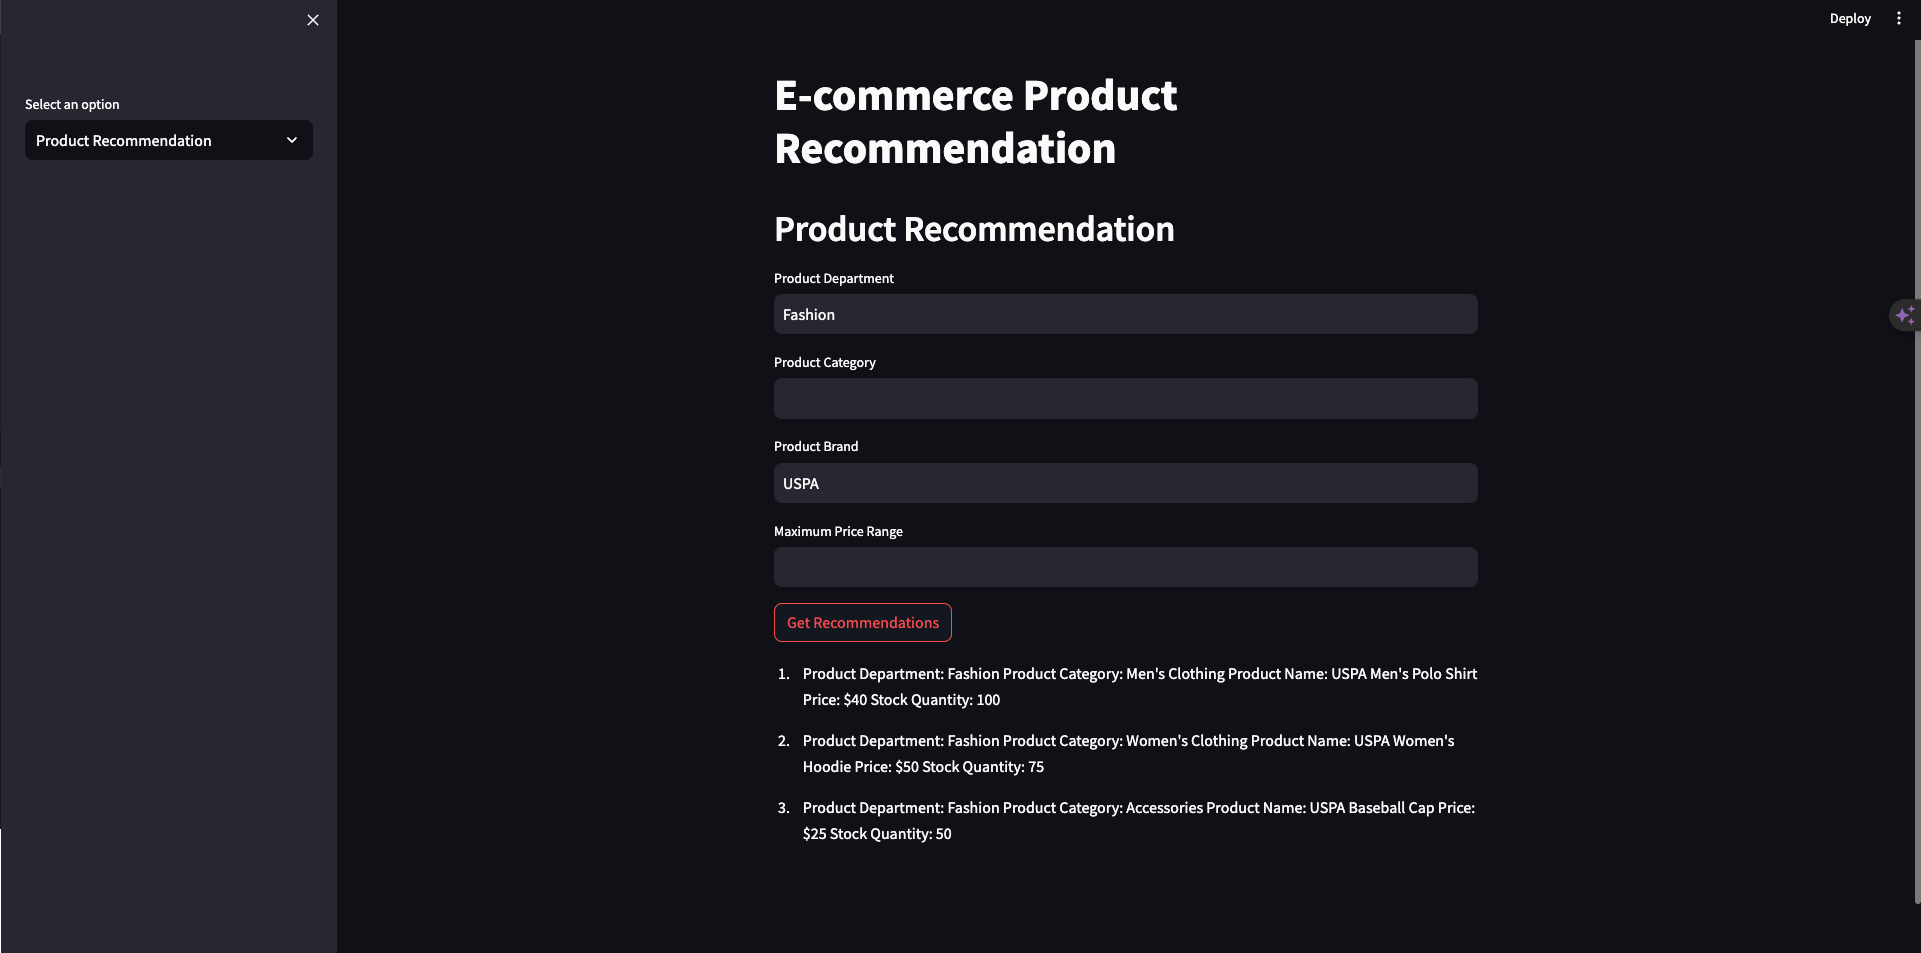 Deploy
Select an option
Product Recommendation
E-commerce Product
Recommendation
Product Recommendation
Product Department
Fashion
Product Category
Product Brand
USPA
Maximum Price Range
Get Recommendations
1. Product Department: Fashion Product Category: Men's Clothing Product Name: USPA Men's Polo Shirt
Price: $40 Stock Quantity: 100
2. Product Department: Fashion Product Category: Women's Clothing Product Name: USPA Women's
Hoodie Price: $50 Stock Quantity: 75
3. Product Department: Fashion Product Category: Accessories Product Name: USPA Baseball Cap Price:
$25 Stock Quantity: 50